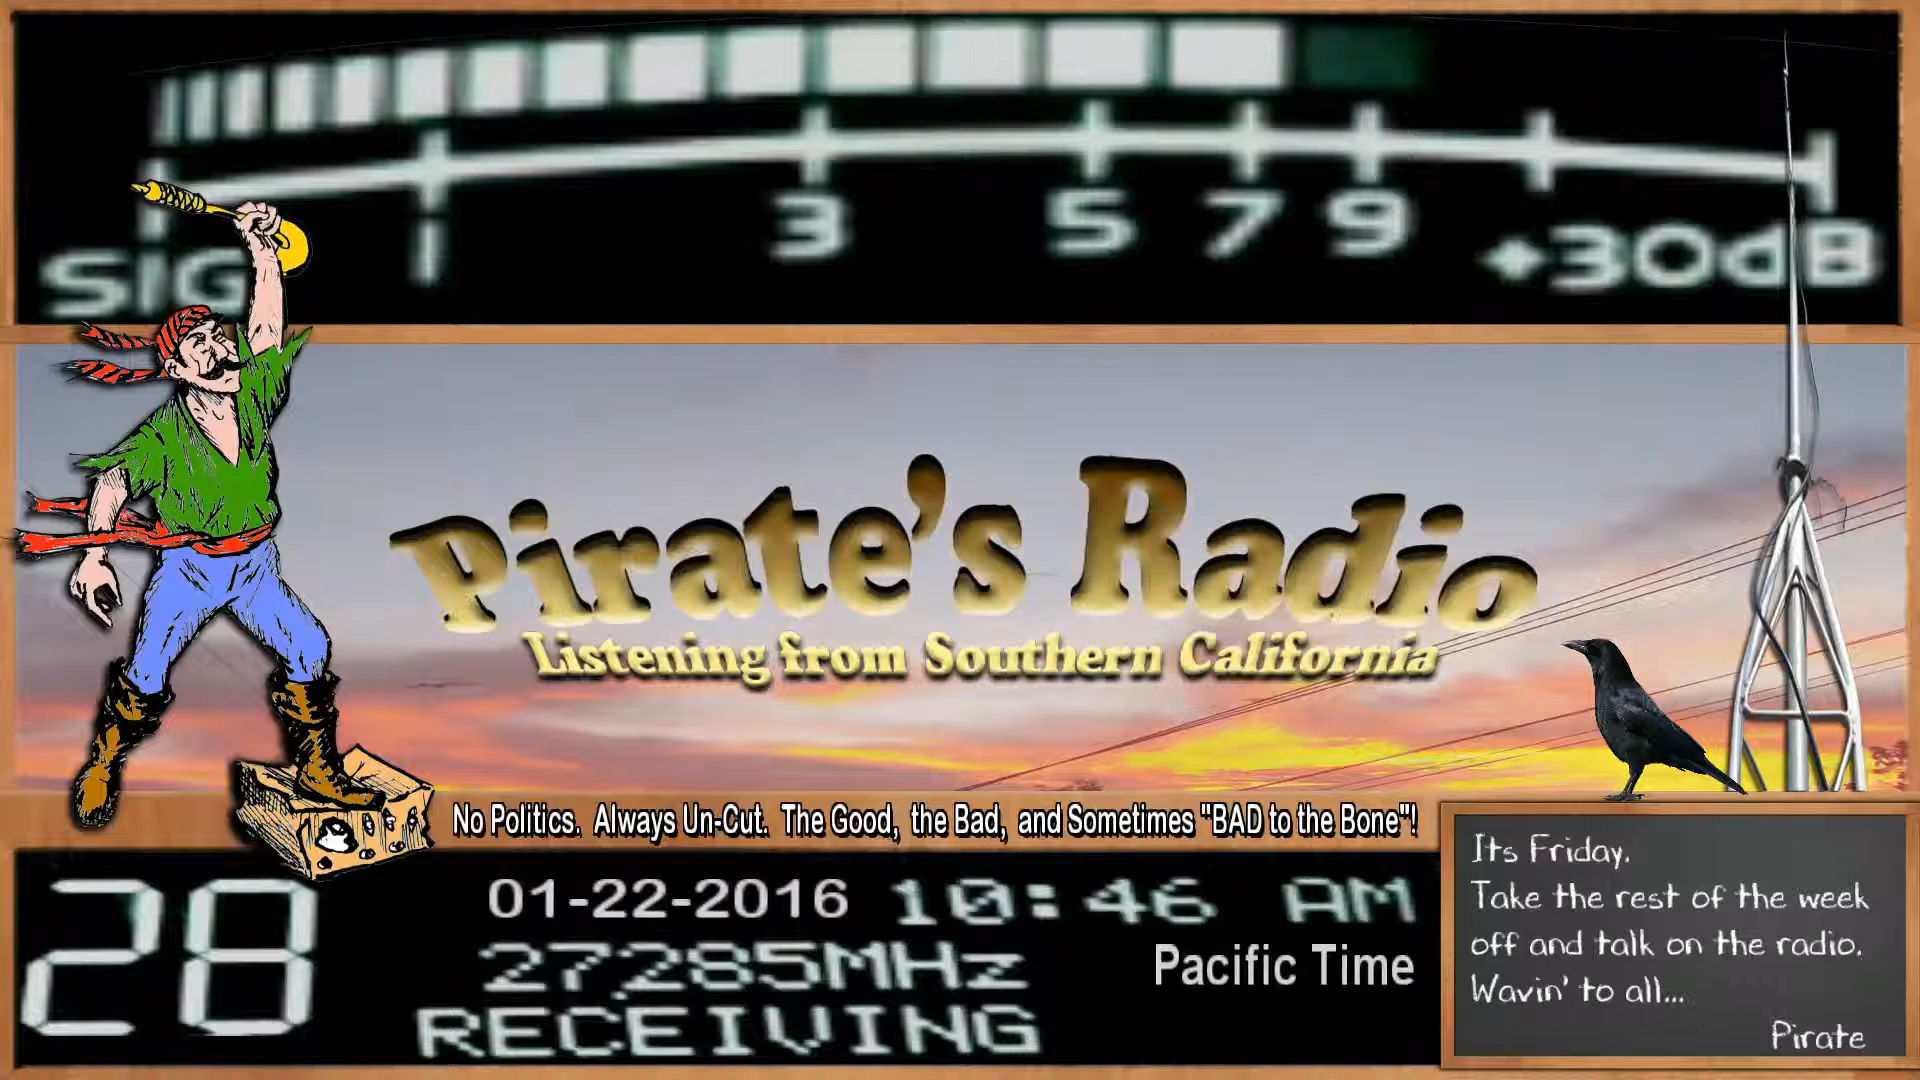 SIG 1 3 5 7 9 +30dB
Pirate's Radio
Listening from Southern California
No Politics. Always Un-Cut. The Good, the Bad, and Sometimes "BAD to the Bone"!
28
01-22-2016 10:46 AM
27.285MHz
Pacific Time
RECEIVING
Its Friday.
Take the rest of the week
off and talk on the radio.
Wavin' to all...
Pirate